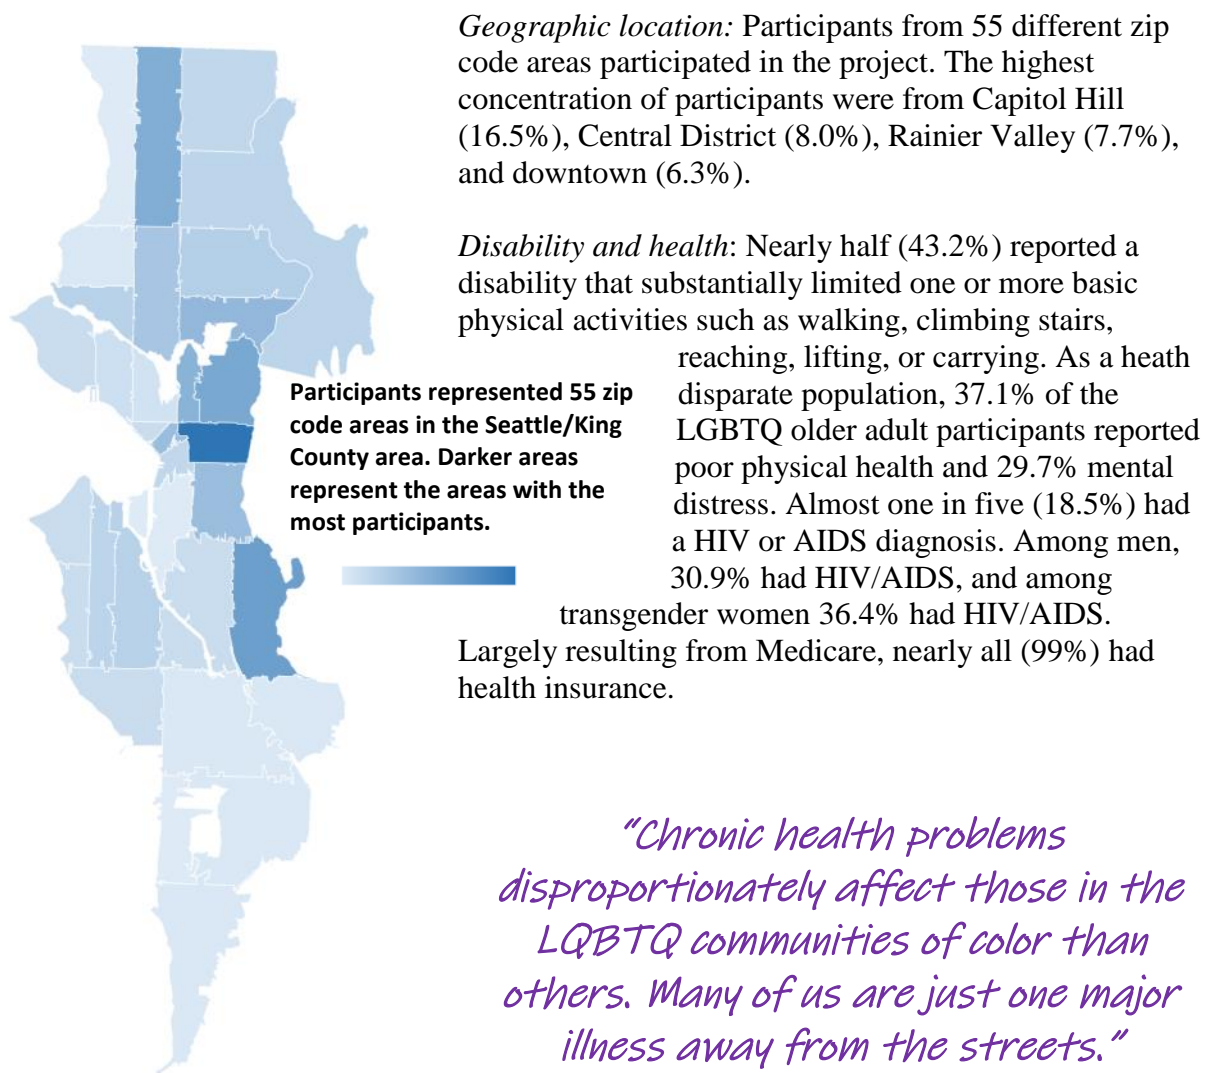 Geographic location: Participants from 55 different zip
code areas participated in the project. The highest
concentration of participants were from Capitol Hill
(16.5%), Central District (8.0%), Rainier Valley (7.7%),
and downtown (6.3%).
Disability and health: Nearly half (43.2%) reported a
disability that substantially limited one or more basic
physical activities such as walking, climbing stairs,
reaching, lifting, or carrying. As a heath
disparate population, 37.1% of the
LGBTQ older adult participants reported
poor physical health and 29.7% mental
distress. Almost one in five (18.5%) had
a HIV or AIDS diagnosis. Among men,
30.9% had HIV/AIDS, and among
transgender women 36.4% had HIV/AIDS.
Largely resulting from Medicare, nearly all (99%) had
health insurance.
Participants represented 55 zip
code areas in the Seattle/King
County area. Darker areas
represent the areas with the
most participants.
"Chronic health problems
disproportionately affect those in the
LQBTQ communities of color than
others. Many of us are just one major
illness away from the streets."